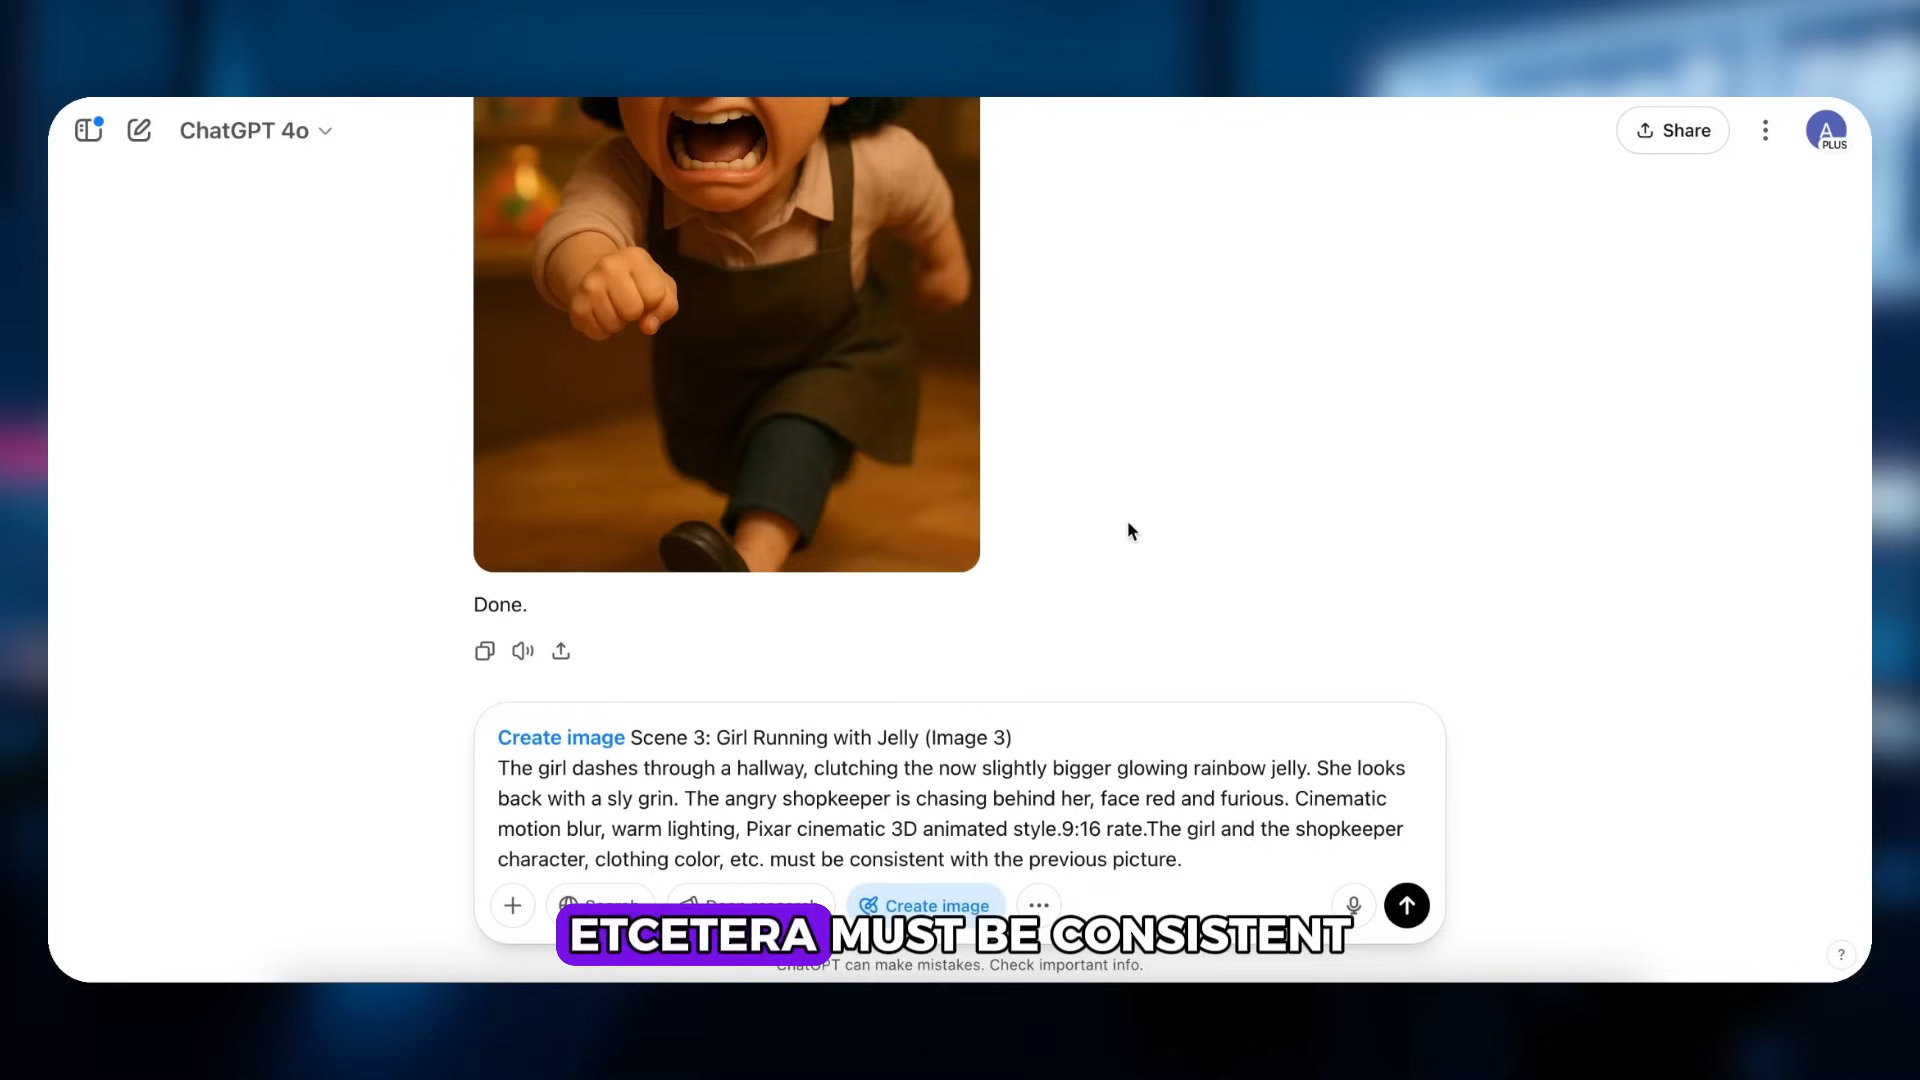 ChatGPT 4o
Share
A
PLUS
Done.
Create image Scene 3: Girl Running with Jelly (Image 3)
The girl dashes through a hallway, clutching the now slightly bigger glowing rainbow jelly. She looks
back with a sly grin. The angry shopkeeper is chasing behind her, face red and furious. Cinematic
motion blur, warm lighting, Pixar cinematic 3D animated style.9:16 rate.The girl and the shopkeeper
character, clothing color, etc. must be consistent with the previous picture.
Search
Deep research
Create image
ETCETERA MUST BE CONSISTENT
ChatGPT can make mistakes. Check important info.
?